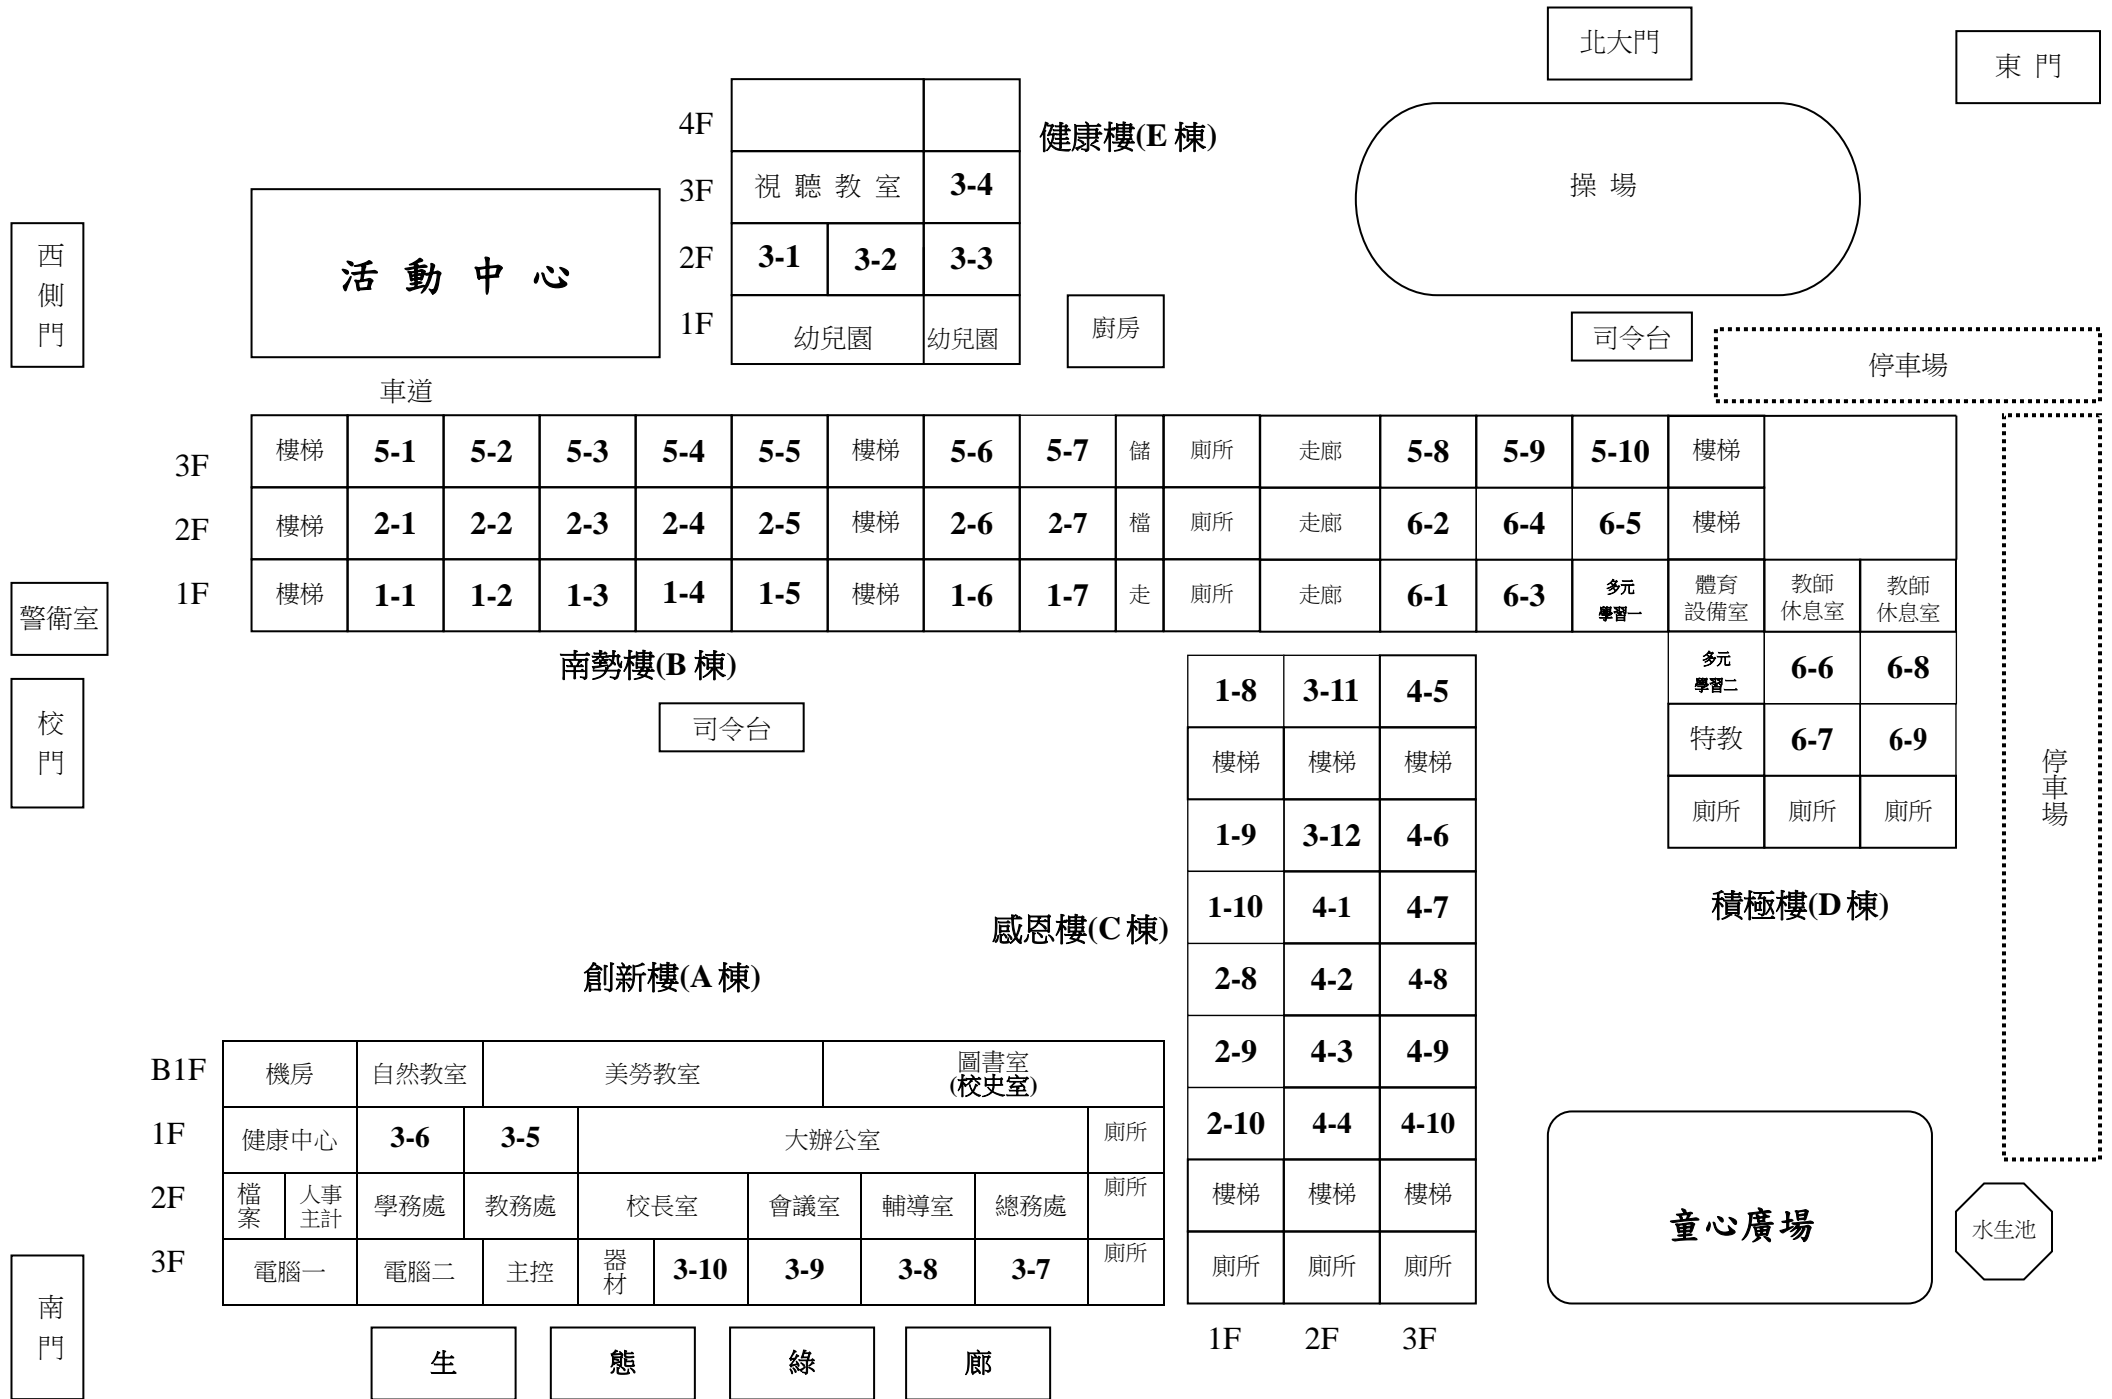 北大門
東 門
4F
健康樓(E 棟)
3F
視 聽 教 室
3-4
操 場
西
側
門
活 動 中 心
2F
3-1
3-2
3-3
1F
幼兒園
幼兒園
廚房
司令台
停車場
車道
3F
樓梯
5-1
5-2
5-3
5-4
5-5
樓梯
5-6
5-7
儲
廁所
走廊
5-8
5-9
5-10
樓梯
2F
樓梯
2-1
2-2
2-3
2-4
2-5
樓梯
2-6
2-7
檔
廁所
走廊
6-2
6-4
6-5
樓梯
1F
樓梯
1-1
1-2
1-3
1-4
1-5
樓梯
1-6
1-7
走
廁所
走廊
6-1
6-3
多元
學習一
體育
設備室
教師
休息室
教師
休息室
警衛室
南勢樓(B 棟)
司令台
校
門
1-8
3-11
4-5
樓梯
樓梯
樓梯
1-9
3-12
4-6
1-10
4-1
4-7
2-8
4-2
4-8
2-9
4-3
4-9
2-10
4-4
4-10
樓梯
樓梯
樓梯
廁所
廁所
廁所
1F
2F
3F
感恩樓(C 棟)
多元
學習二
6-6
6-8
特教
6-7
6-9
廁所
廁所
廁所
積極樓(D 棟)
停
車
場
創新樓(A 棟)
B1F
機房
自然教室
美勞教室
圖書室
(校史室)
1F
健康中心
3-6
3-5
大辦公室
廁所
2F
檔
案
人事
主計
學務處
教務處
校長室
會議室
輔導室
總務處
廁所
3F
電腦一
電腦二
主控
器
材
3-10
3-9
3-8
3-7
廁所
童心廣場
水生池
南
門
生
態
綠
廊